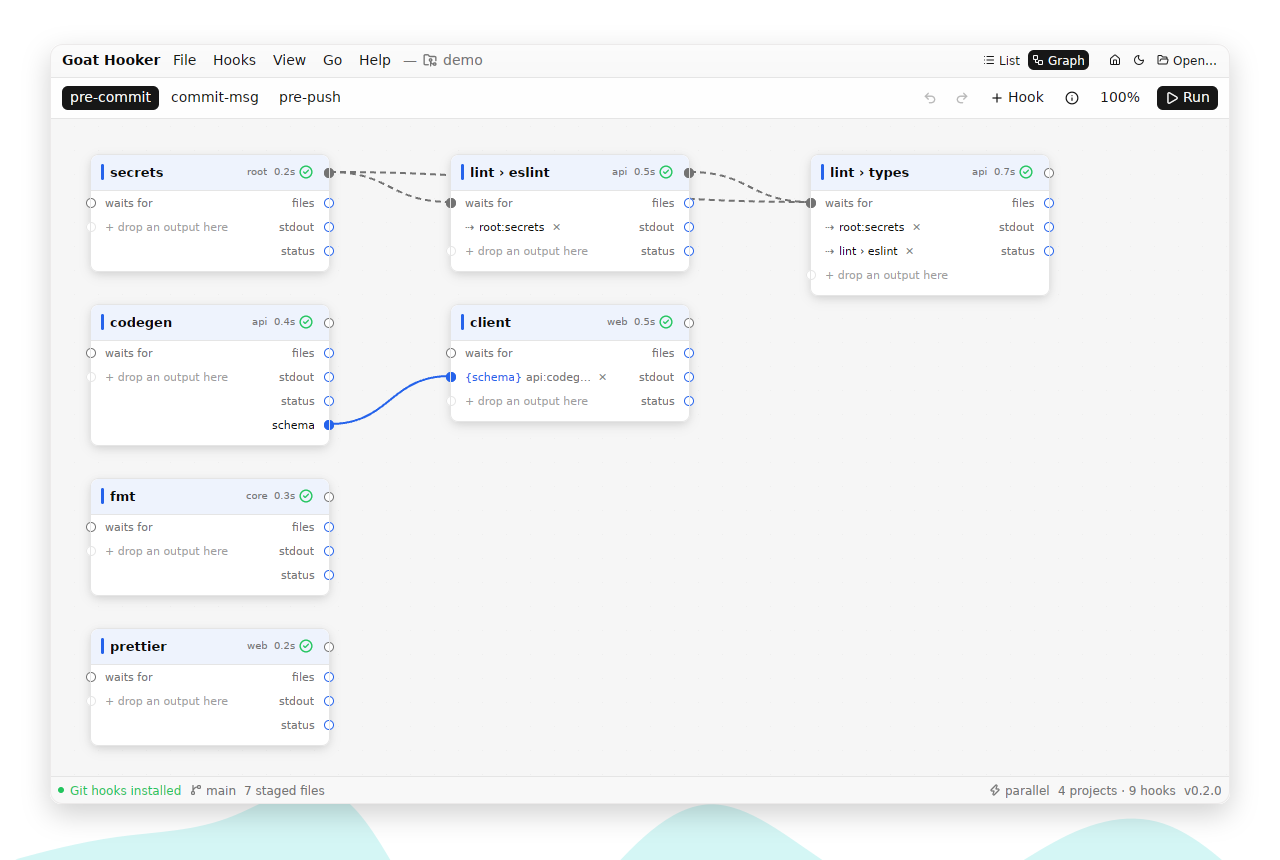 Goat Hooker File Hooks View Go Help — demo List Graph Open...
pre-commit commit-msg pre-push + Hook 100% Run
secrets root 0.2s
waits for files
+ drop an output here stdout
status
lint › eslint api 0.5s
waits for files
⇢ root:secrets × stdout
+ drop an output here status
lint › types api 0.7s
waits for files
⇢ root:secrets × stdout
⇢ lint › eslint × status
+ drop an output here
codegen api 0.4s
waits for files
+ drop an output here stdout
status
schema
client web 0.5s
waits for files
{schema} api:codeg... × stdout
+ drop an output here status
fmt core 0.3s
waits for files
+ drop an output here stdout
status
prettier web 0.2s
waits for files
+ drop an output here stdout
status
Git hooks installed main 7 staged files parallel 4 projects · 9 hooks v0.2.0